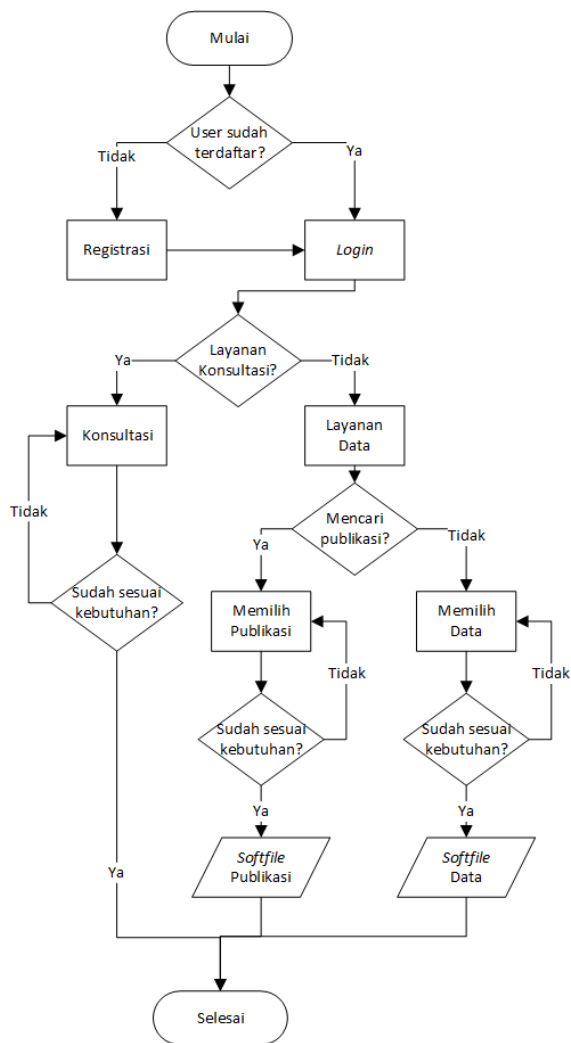 Mulai
User sudah
terdaftar?
Tidak
Ya
Registrasi
Login
Layanan
Konsultasi?
Ya
Tidak
Konsultasi
Layanan
Data
Tidak
Mencari
publikasi?
Ya
Tidak
Sudah sesuai
kebutuhan?
Memilih
Publikasi
Memilih
Data
Tidak
Tidak
Sudah sesuai
kebutuhan?
Sudah sesuai
kebutuhan?
Ya
Ya
Softfile
Publikasi
Softfile
Data
Ya
Selesai